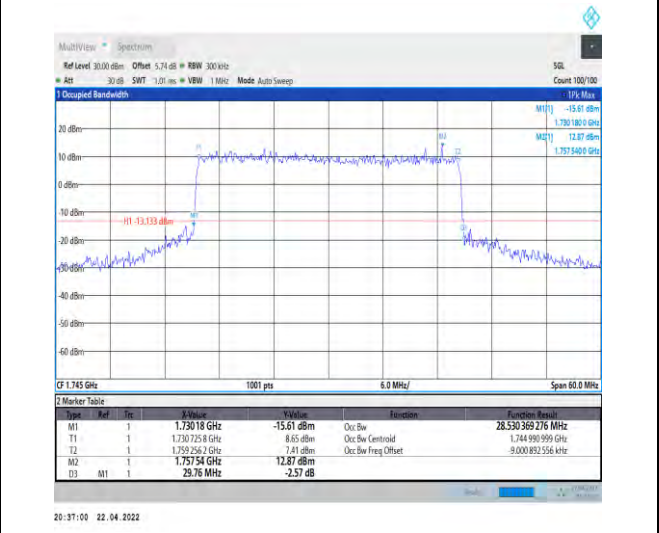 MultiView Spectrum
Ref Level 30.00 dBm Offset 5.74 dB RBW 300 kHz SGL
Att 30 dB SWT 1.01 ms VBW 1 MHz Mode Auto Sweep Count 100/100
1 Occupied Bandwidth 1Pk Max
M1[1] -15.61 dBm
1.730180 0 GHz
M2[1] 12.87 dBm
1.757 540 0 GHz
M2
T1 T2
20 dBm
10 dBm
0 dBm
-10 dBm
H1 -13.133 dBm
M1
D3
-20 dBm
-30 dBm
-40 dBm
-50 dBm
-60 dBm
CF 1.745 GHz 1001 pts 6.0 MHz/ Span 60.0 MHz
2 Marker Table
Type Ref Trc X-Value Y-Value Function Function Result
M1 1 1.73018 GHz -15.61 dBm Occ Bw 28.530 369 276 MHz
T1 1 1.730 725 8 GHz 8.65 dBm Occ Bw Centroid 1.744 990 999 GHz
T2 1 1.759 256 2 GHz 7.41 dBm Occ Bw Freq Offset -9.000 892 556 kHz
M2 1 1.75754 GHz 12.87 dBm
D3 M1 1 29.76 MHz -2.57 dB
20:37:00 22.04.2022